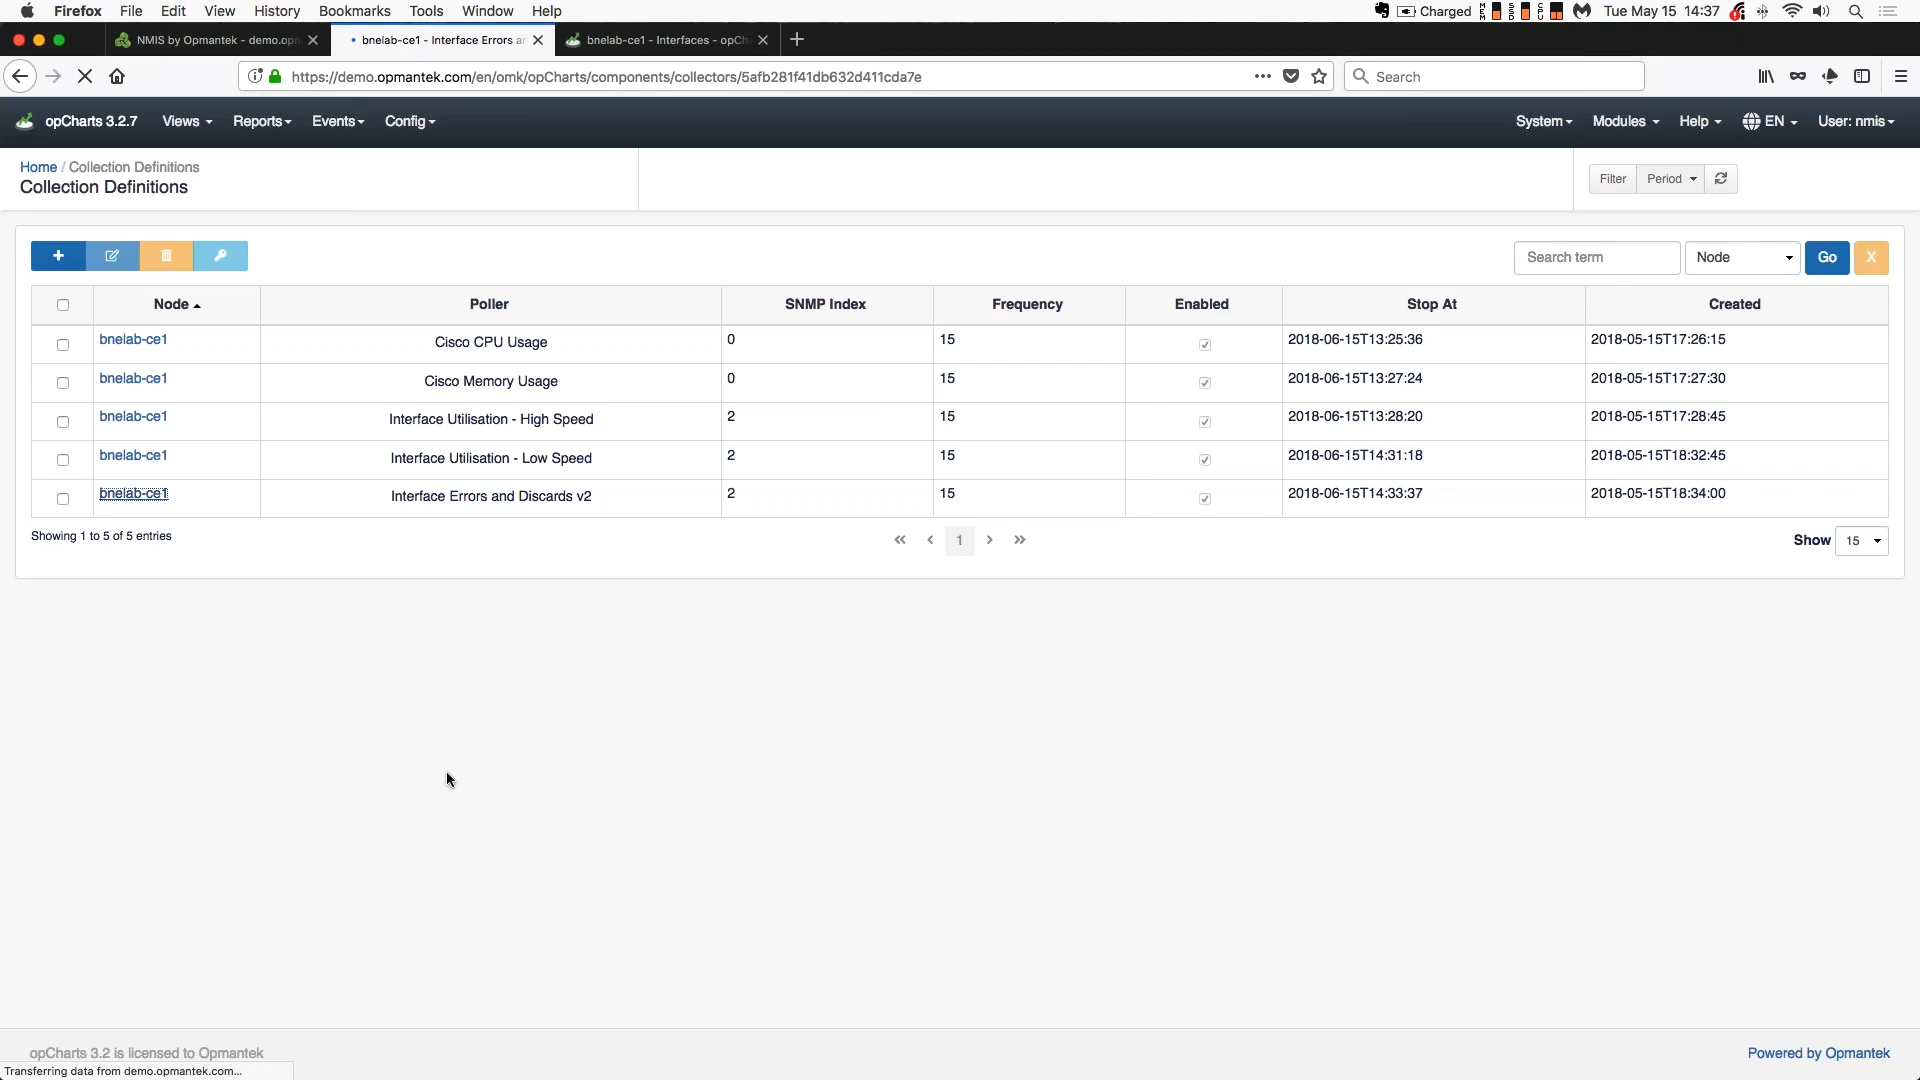 Firefox File Edit View History Bookmarks Tools Window Help Charged Tue May 15 14:37
NMIS by Opmantek - demo.opm bnelab-ce1 - Interface Errors an bnelab-ce1 - Interfaces - opCh
https://demo.opmantek.com/en/omk/opCharts/components/collectors/5afb281f41db632d411cda7e Search
opCharts 3.2.7 Views Reports Events Config System Modules Help EN User: nmis
Home / Collection Definitions
Collection Definitions
Filter Period
Search term Node Go X
Node Poller SNMP Index Frequency Enabled Stop At Created
bnelab-ce1 Cisco CPU Usage 0 15 2018-06-15T13:25:36 2018-05-15T17:26:15
bnelab-ce1 Cisco Memory Usage 0 15 2018-06-15T13:27:24 2018-05-15T17:27:30
bnelab-ce1 Interface Utilisation - High Speed 2 15 2018-06-15T13:28:20 2018-05-15T17:28:45
bnelab-ce1 Interface Utilisation - Low Speed 2 15 2018-06-15T14:31:18 2018-05-15T18:32:45
bnelab-ce1 Interface Errors and Discards v2 2 15 2018-06-15T14:33:37 2018-05-15T18:34:00
Showing 1 to 5 of 5 entries « ‹ 1 › » Show 15
opCharts 3.2 is licensed to Opmantek Powered by Opmantek
Transferring data from demo.opmantek.com...